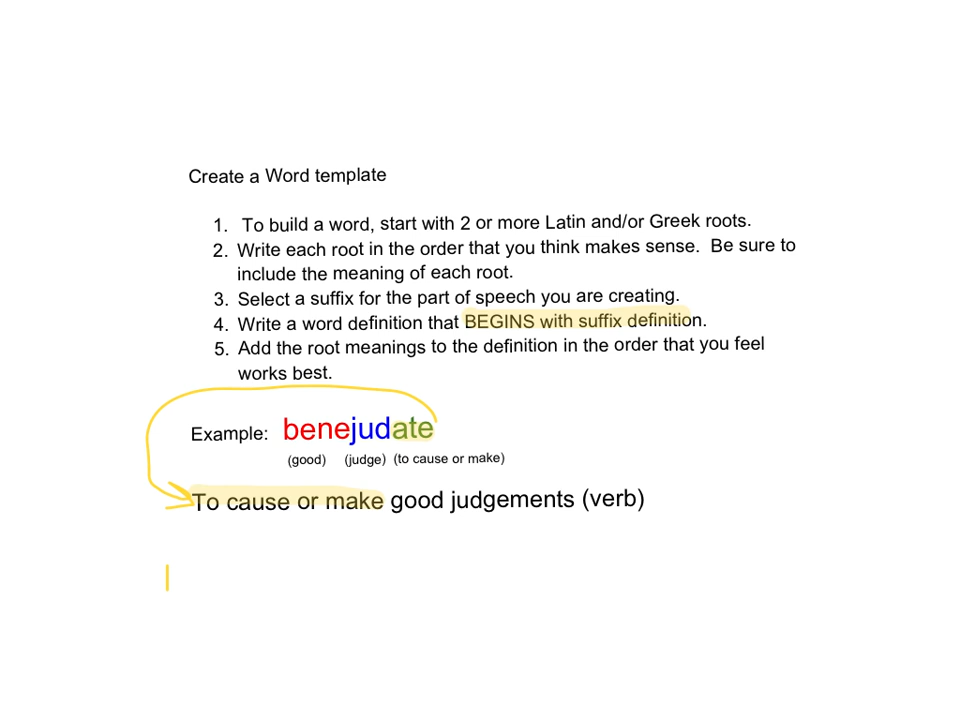 Create a Word template
1. To build a word, start with 2 or more Latin and/or Greek roots.
2. Write each root in the order that you think makes sense. Be sure to
include the meaning of each root.
3. Select a suffix for the part of speech you are creating.
4. Write a word definition that BEGINS with suffix definition.
5. Add the root meanings to the definition in the order that you feel
works best.
Example: benejudate
(good) (judge) (to cause or make)
To cause or make good judgements (verb)